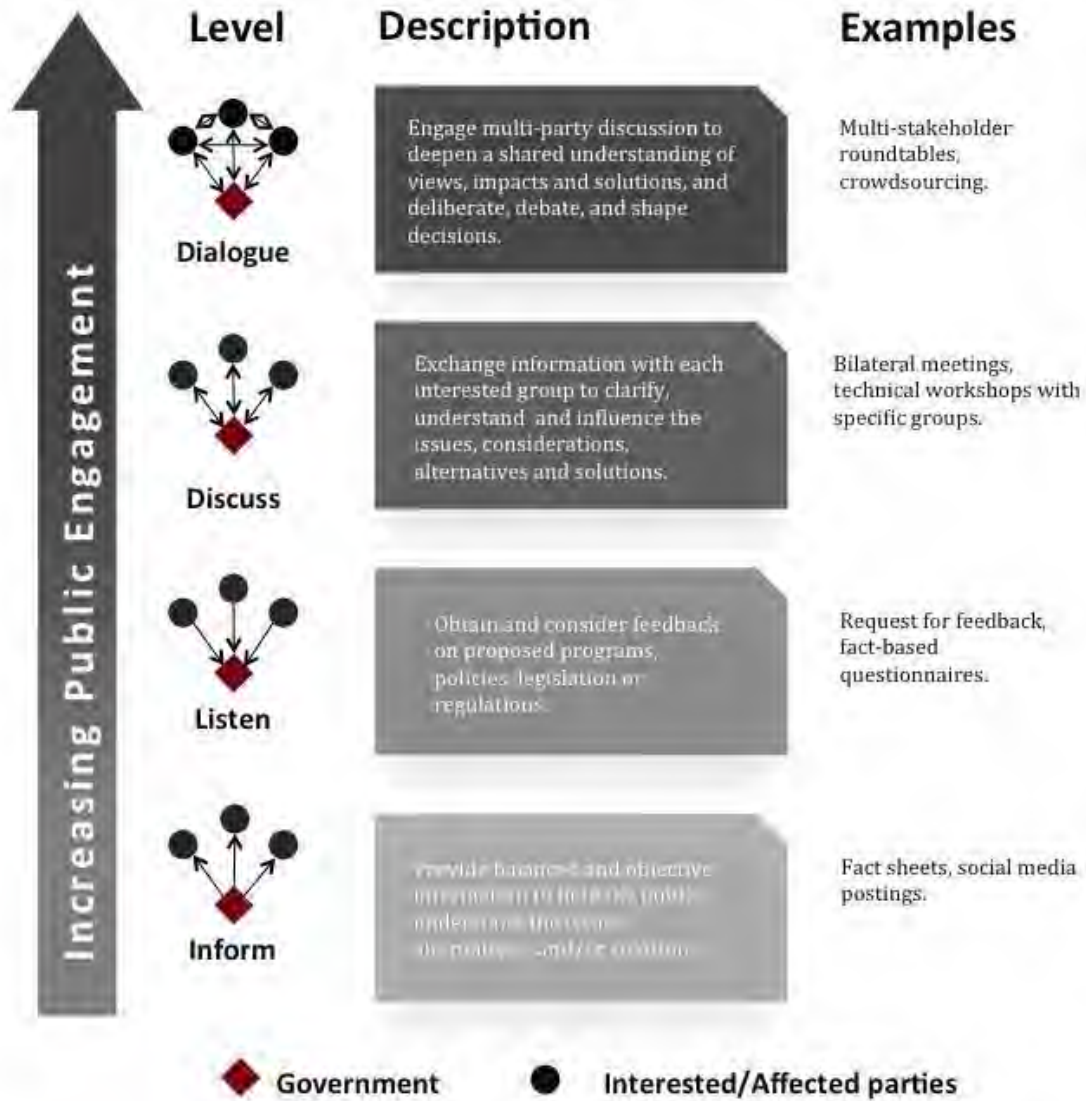 Level
Description
Examples
Increasing Public Engagement
Dialogue
Engage multi-party discussion to
deepen a shared understanding of
views, impacts and solutions, and
deliberate, debate, and shape
decisions.
Multi-stakeholder
roundtables,
crowdsourcing.
Discuss
Exchange information with each
interested group to clarify,
understand and influence the
issues, considerations,
alternatives and solutions.
Bilateral meetings,
technical workshops with
specific groups.
Listen
Obtain and consider feedback
on proposed programs,
policies, legislation or
regulations.
Request for feedback,
fact-based
questionnaires.
Inform
Provide balanced and objective
and/or
Fact sheets, social media
postings.
Government
Interested/Affected parties